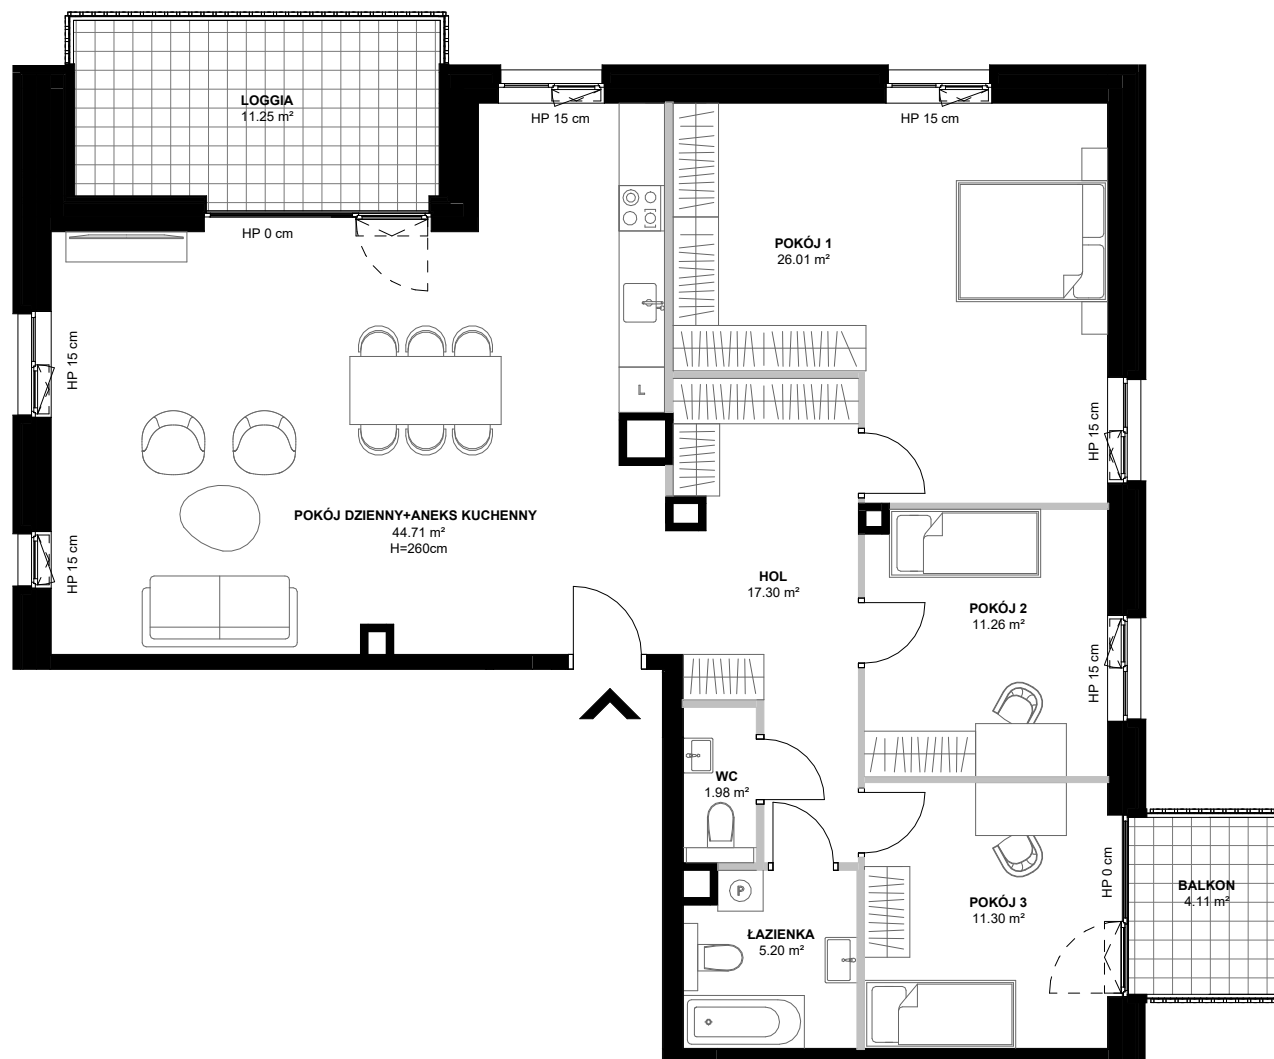 LOGGIA
11.25 m²
HP 15 cm
HP 15 cm
HP 0 cm
POKÓJ 1
26.01 m²
HP 15 cm
L
HP 15 cm
POKÓJ DZIENNY+ANEKS KUCHENNY
44.71 m²
H=260cm
HP 15 cm
HOL
17.30 m²
POKÓJ 2
11.26 m²
HP 15 cm
WC
1.98 m²
HP 0 cm
BALKON
4.11 m²
P
POKÓJ 3
11.30 m²
ŁAZIENKA
5.20 m²